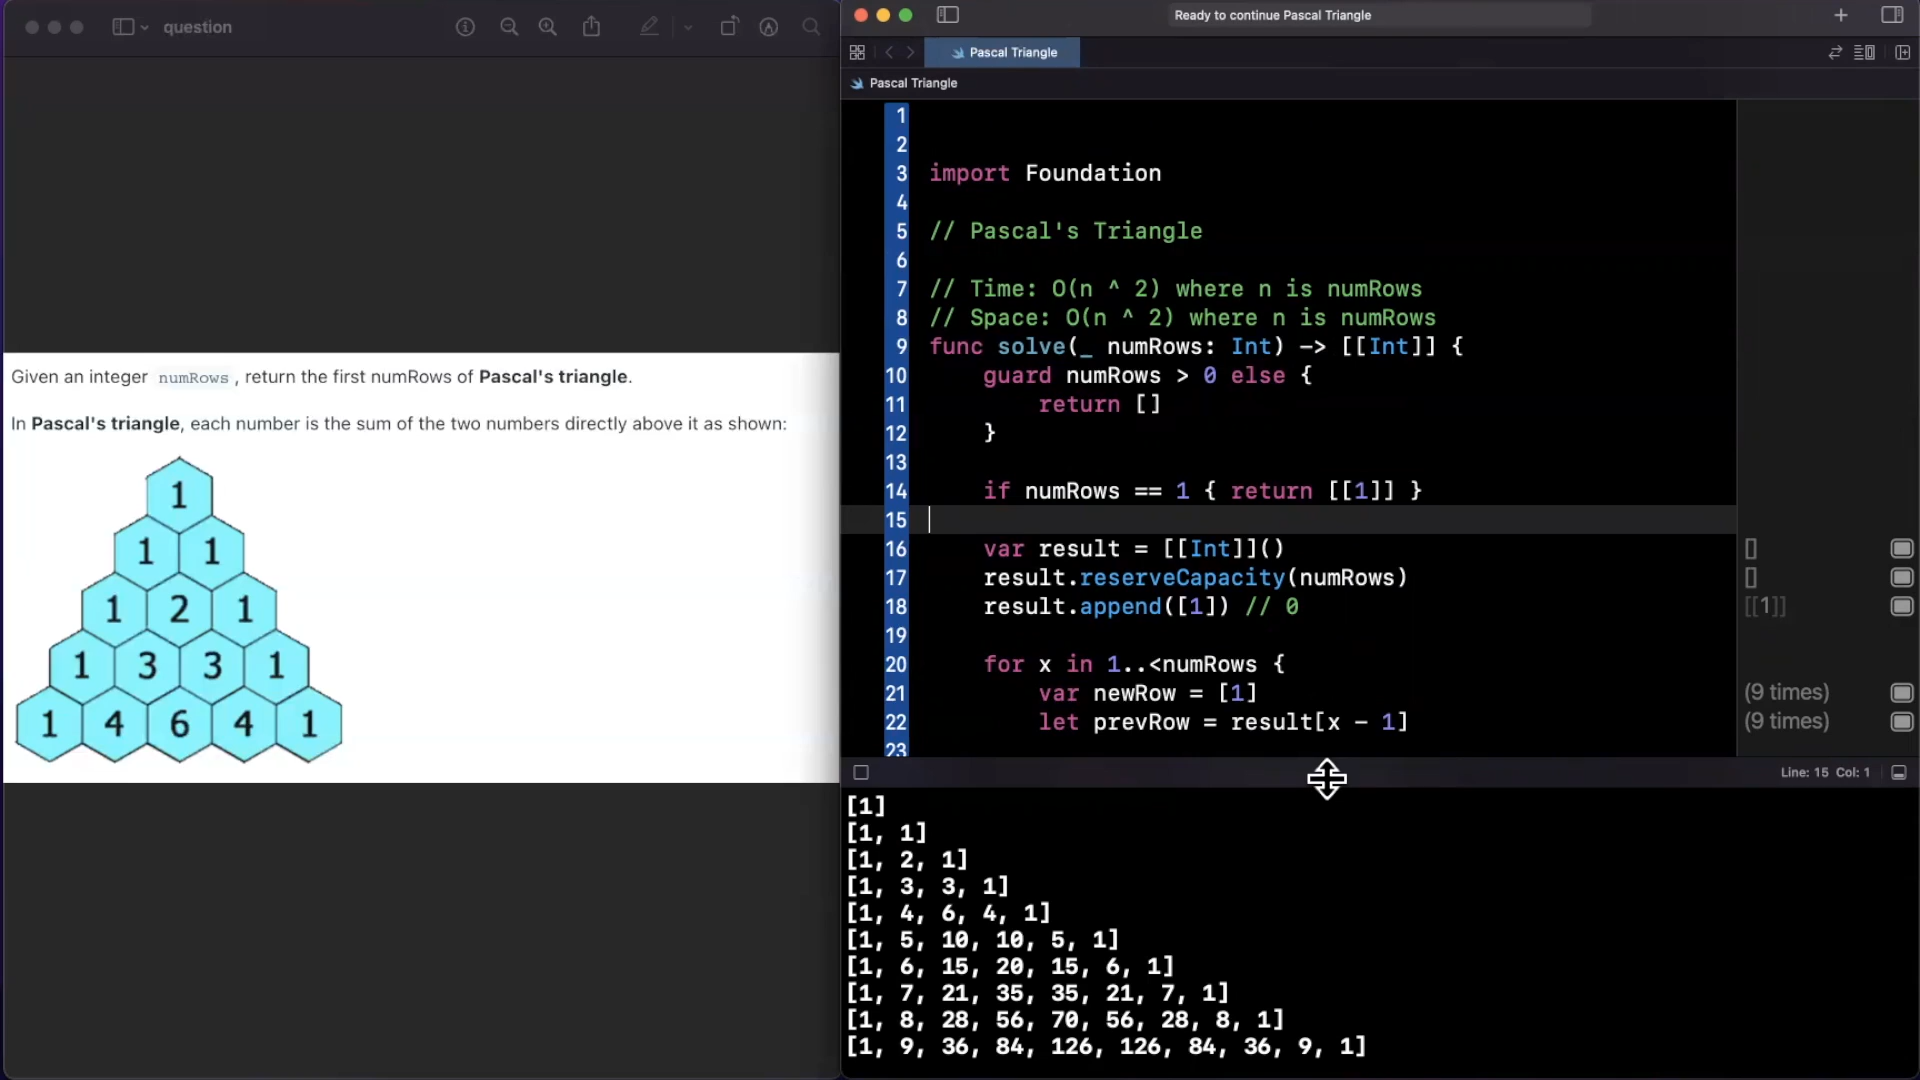 question
Given an integer numRows , return the first numRows of Pascal's triangle.
In Pascal's triangle, each number is the sum of the two numbers directly above it as shown:
1
1 1
1 2 1
1 3 3 1
1 4 6 4 1
Ready to continue Pascal Triangle
Pascal Triangle
Pascal Triangle
1
2
3 import Foundation
4
5 // Pascal's Triangle
6
7 // Time: O(n ^ 2) where n is numRows
8 // Space: O(n ^ 2) where n is numRows
9 func solve(_ numRows: Int) -> [[Int]] {
10 guard numRows > 0 else {
11 return []
12 }
13
14 if numRows == 1 { return [[1]] }
15
16 var result = [[Int]]() []
17 result.reserveCapacity(numRows) []
18 result.append([1]) // 0 [[1]]
19
20 for x in 1..<numRows {
21 var newRow = [1] (9 times)
22 let prevRow = result[x - 1] (9 times)
23
Line: 15 Col: 1
[1]
[1, 1]
[1, 2, 1]
[1, 3, 3, 1]
[1, 4, 6, 4, 1]
[1, 5, 10, 10, 5, 1]
[1, 6, 15, 20, 15, 6, 1]
[1, 7, 21, 35, 35, 21, 7, 1]
[1, 8, 28, 56, 70, 56, 28, 8, 1]
[1, 9, 36, 84, 126, 126, 84, 36, 9, 1]